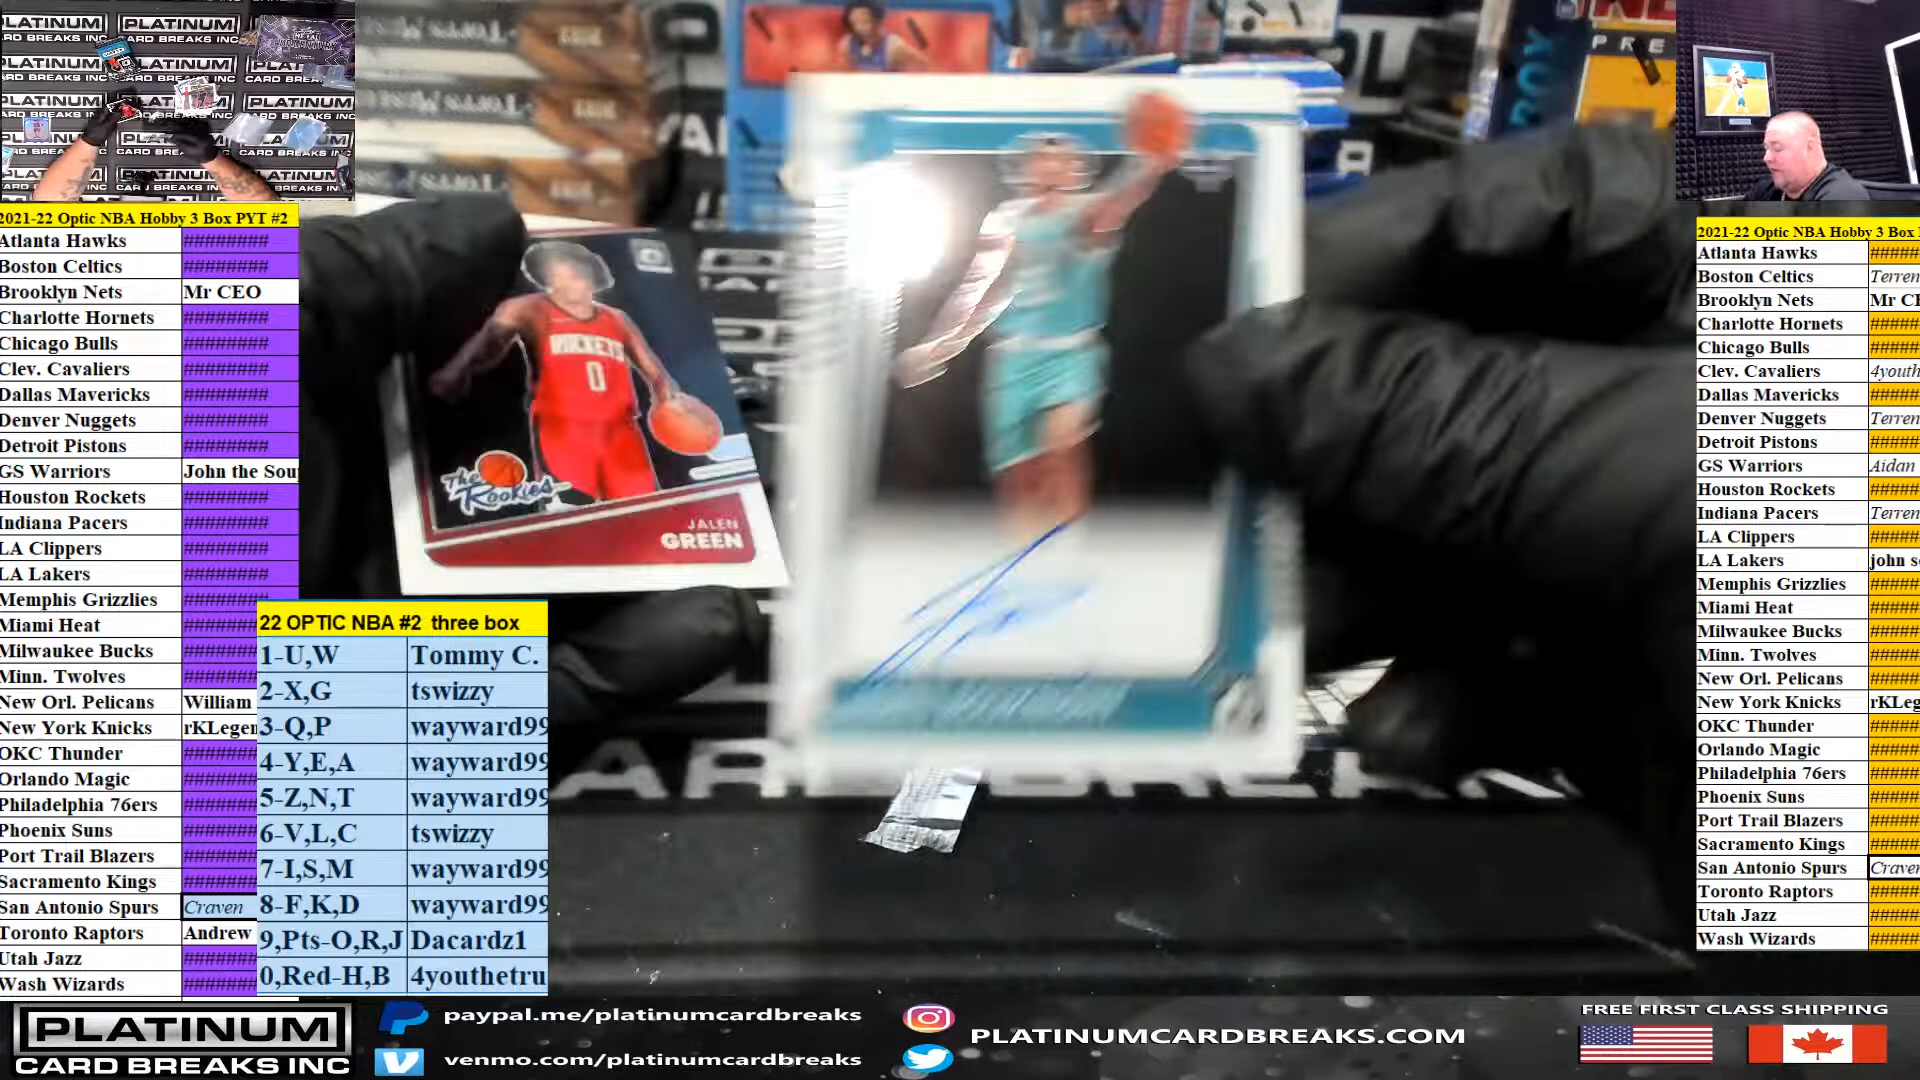 PLATINUM
CARD BREAKS INC
2021-22 Optic NBA Hobby 3 Box PYT #2
Atlanta Hawks ########
Boston Celtics ########
Brooklyn Nets Mr CEO
Charlotte Hornets ########
Chicago Bulls ########
Clev. Cavaliers ########
Dallas Mavericks ########
Denver Nuggets ########
Detroit Pistons ########
GS Warriors John the Sou
Houston Rockets ########
Indiana Pacers ########
LA Clippers ########
LA Lakers ########
Memphis Grizzlies ########
Miami Heat #######
Milwaukee Bucks #######
Minn. Twolves #######
New Orl. Pelicans William
New York Knicks rKLegen
OKC Thunder #######
Orlando Magic #######
Philadelphia 76ers #######
Phoenix Suns #######
Port Trail Blazers #######
Sacramento Kings #######
San Antonio Spurs Craven
Toronto Raptors Andrew
Utah Jazz #######
Wash Wizards #######
22 OPTIC NBA #2 three box
1-U,W Tommy C.
2-X,G tswizzy
3-Q,P wayward99
4-Y,E,A wayward99
5-Z,N,T wayward99
6-V,L,C tswizzy
7-I,S,M wayward99
8-F,K,D wayward99
9,Pts-O,R,J Dacardz1
0,Red-H,B 4youthetru
ROCKETS
0
The Rookies
JALEN
GREEN
2021-22 Optic NBA Hobby 3 Box
Atlanta Hawks #####
Boston Celtics Terren
Brooklyn Nets Mr CE
Charlotte Hornets #####
Chicago Bulls #####
Clev. Cavaliers 4youth
Dallas Mavericks #####
Denver Nuggets Terren
Detroit Pistons #####
GS Warriors Aidan
Houston Rockets #####
Indiana Pacers Terren
LA Clippers #####
LA Lakers john s
Memphis Grizzlies #####
Miami Heat #####
Milwaukee Bucks #####
Minn. Twolves #####
New Orl. Pelicans #####
New York Knicks rKLeg
OKC Thunder #####
Orlando Magic #####
Philadelphia 76ers #####
Phoenix Suns #####
Port Trail Blazers #####
Sacramento Kings #####
San Antonio Spurs Craven
Toronto Raptors #####
Utah Jazz #####
Wash Wizards #####
PLATINUM
CARD BREAKS INC
paypal.me/platinumcardbreaks
venmo.com/platinumcardbreaks
PLATINUMCARDBREAKS.COM
FREE FIRST CLASS SHIPPING